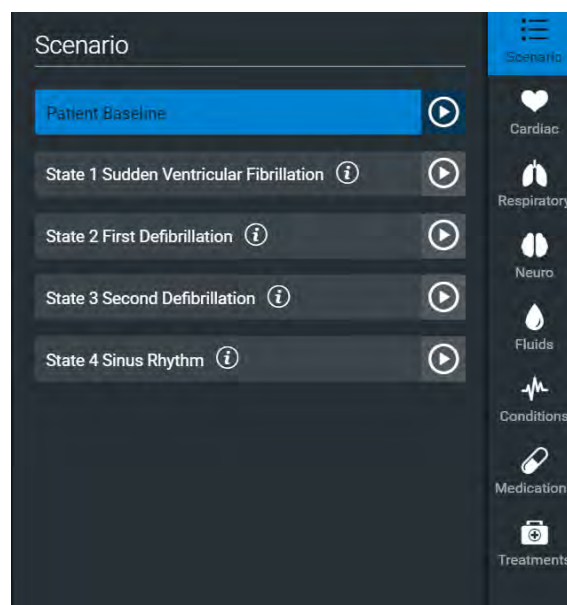 Scenario
Patient Baseline
State 1 Sudden Ventricular Fibrillation
State 2 First Defibrillation
State 3 Second Defibrillation
State 4 Sinus Rhythm
Scenario
Cardiac
Respiratory
Neuro
Fluids
Conditions
Medication
Treatments